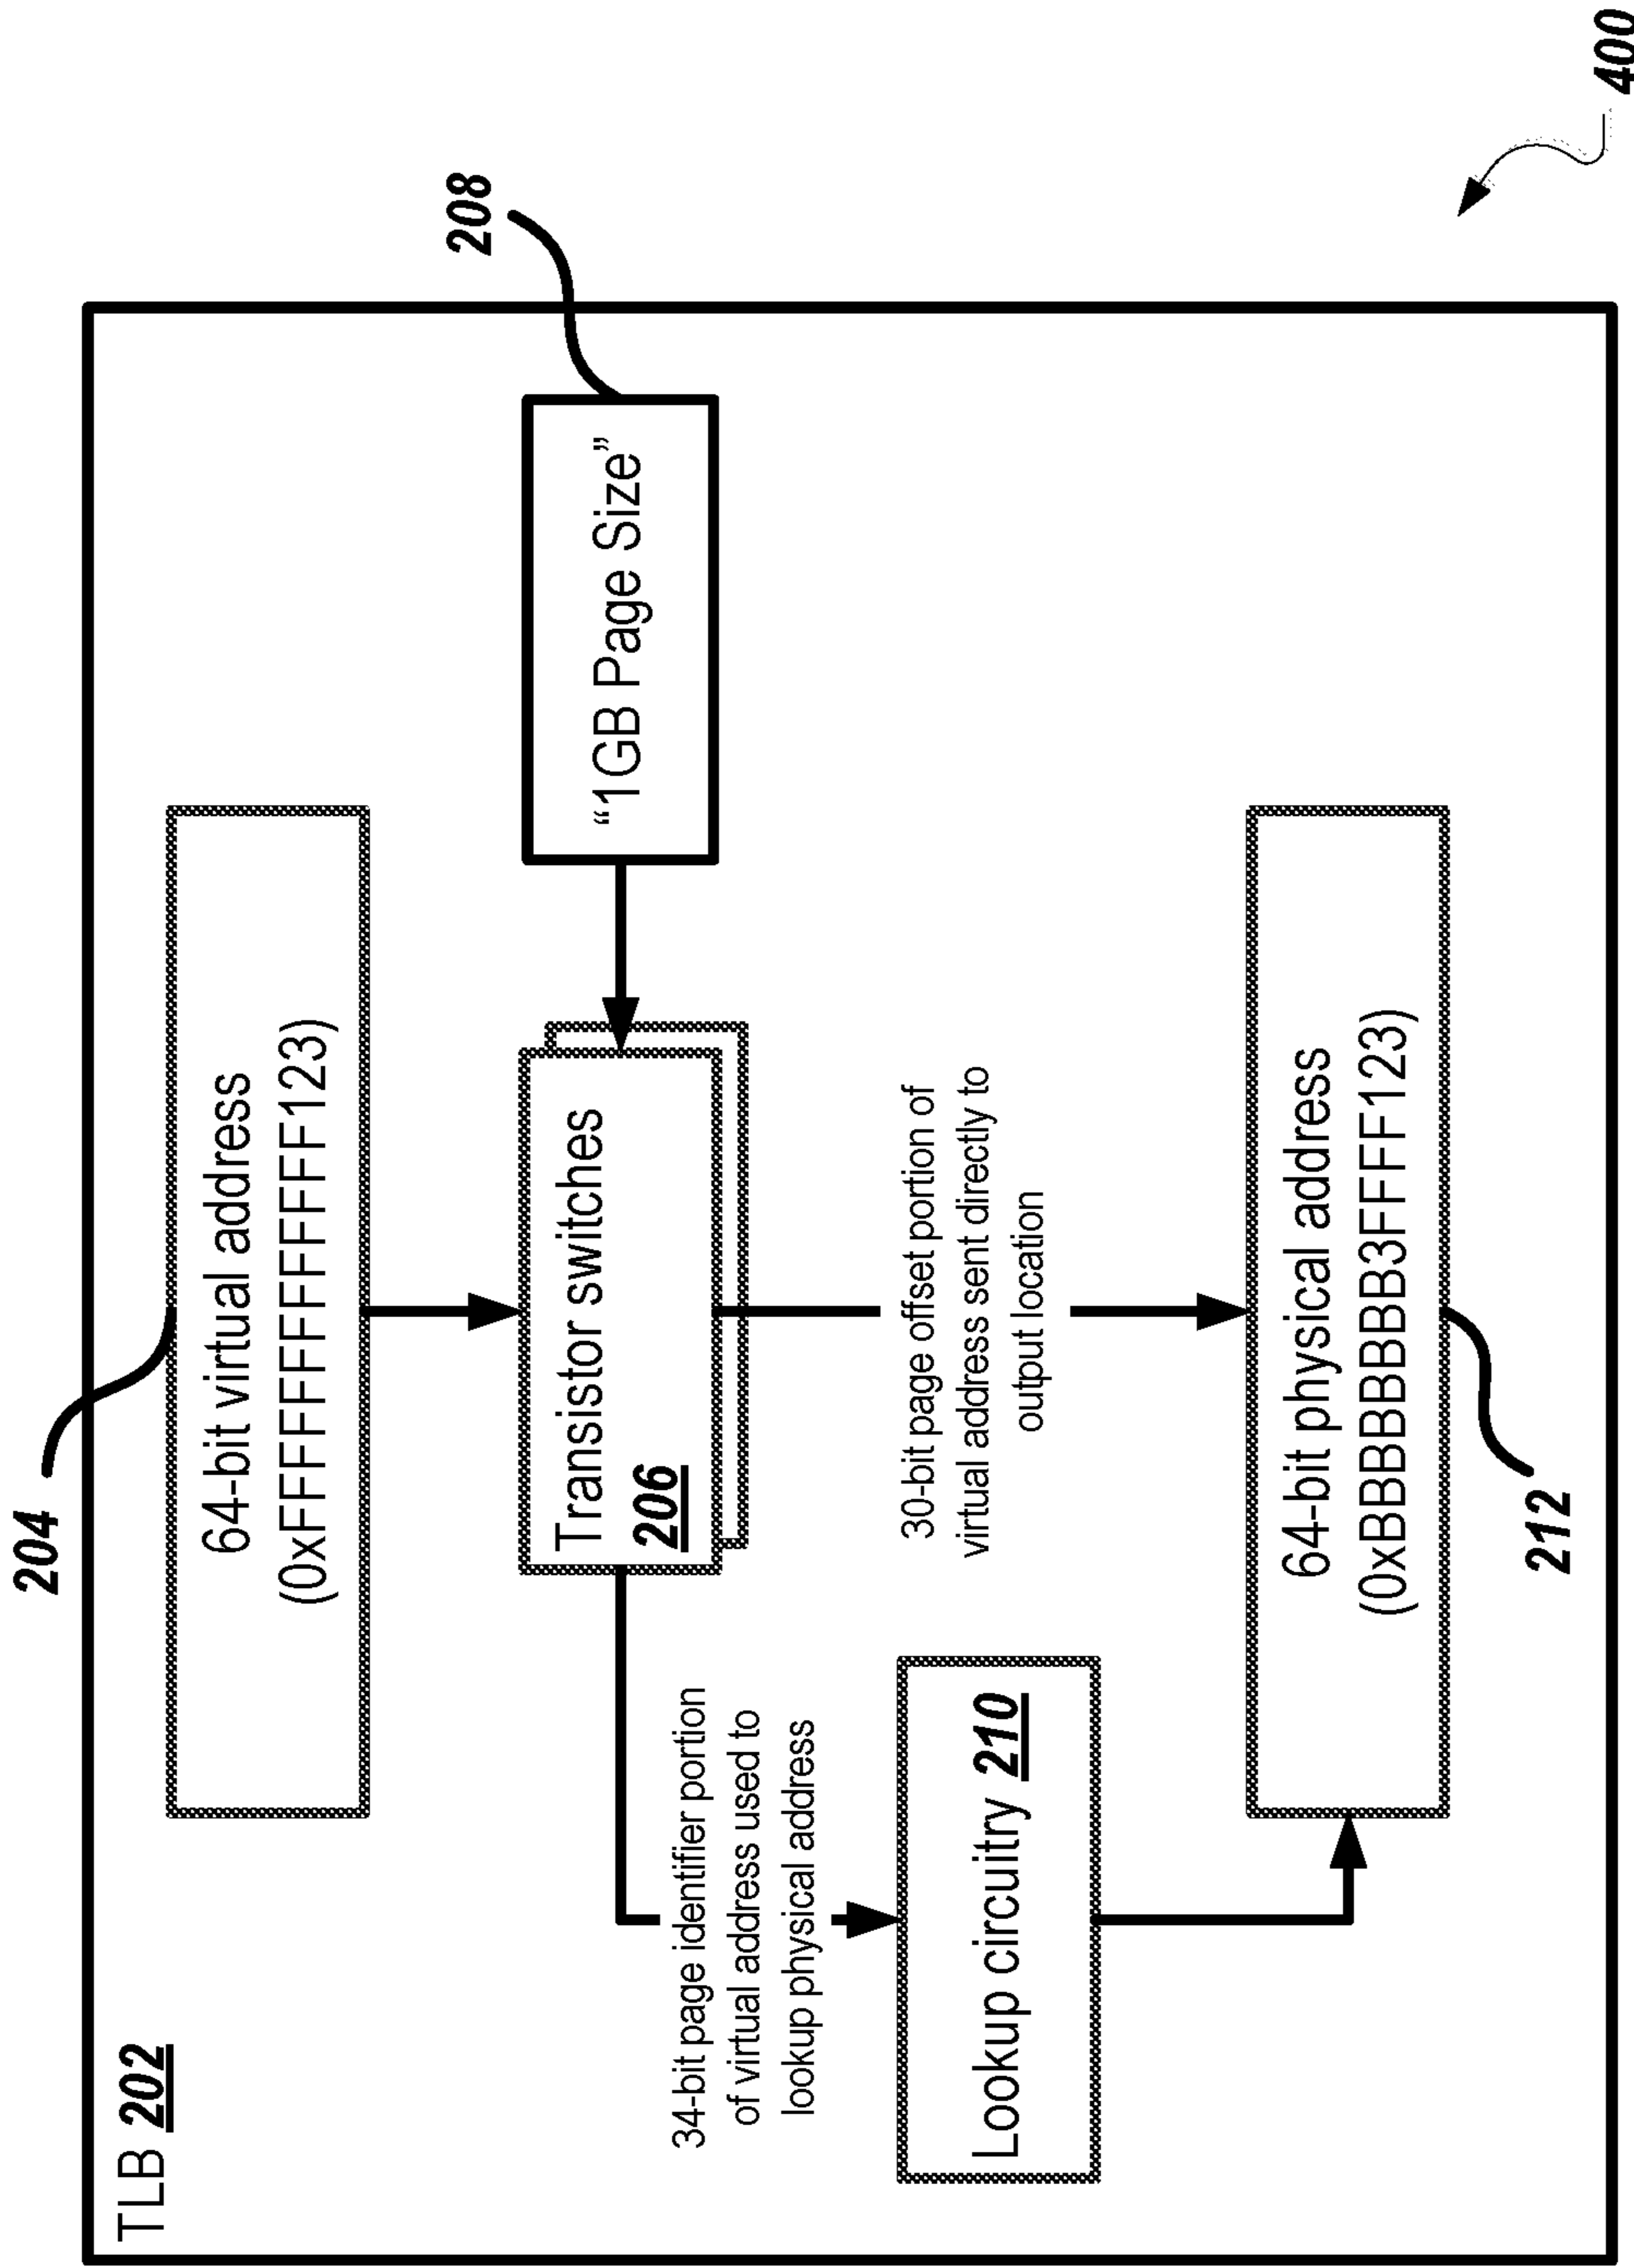 400
TLB 202
204
64-bit virtual address
(0xFFFFFFFFFFFFF123)
208
Transistor switches
206
“1GB Page Size”
34-bit page identifier portion
of virtual address used to
lookup physical address
30-bit page offset portion of
virtual address sent directly to
output location
Lookup circuitry 210
64-bit physical address
(0xBBBBBBBB3FFFF123)
212